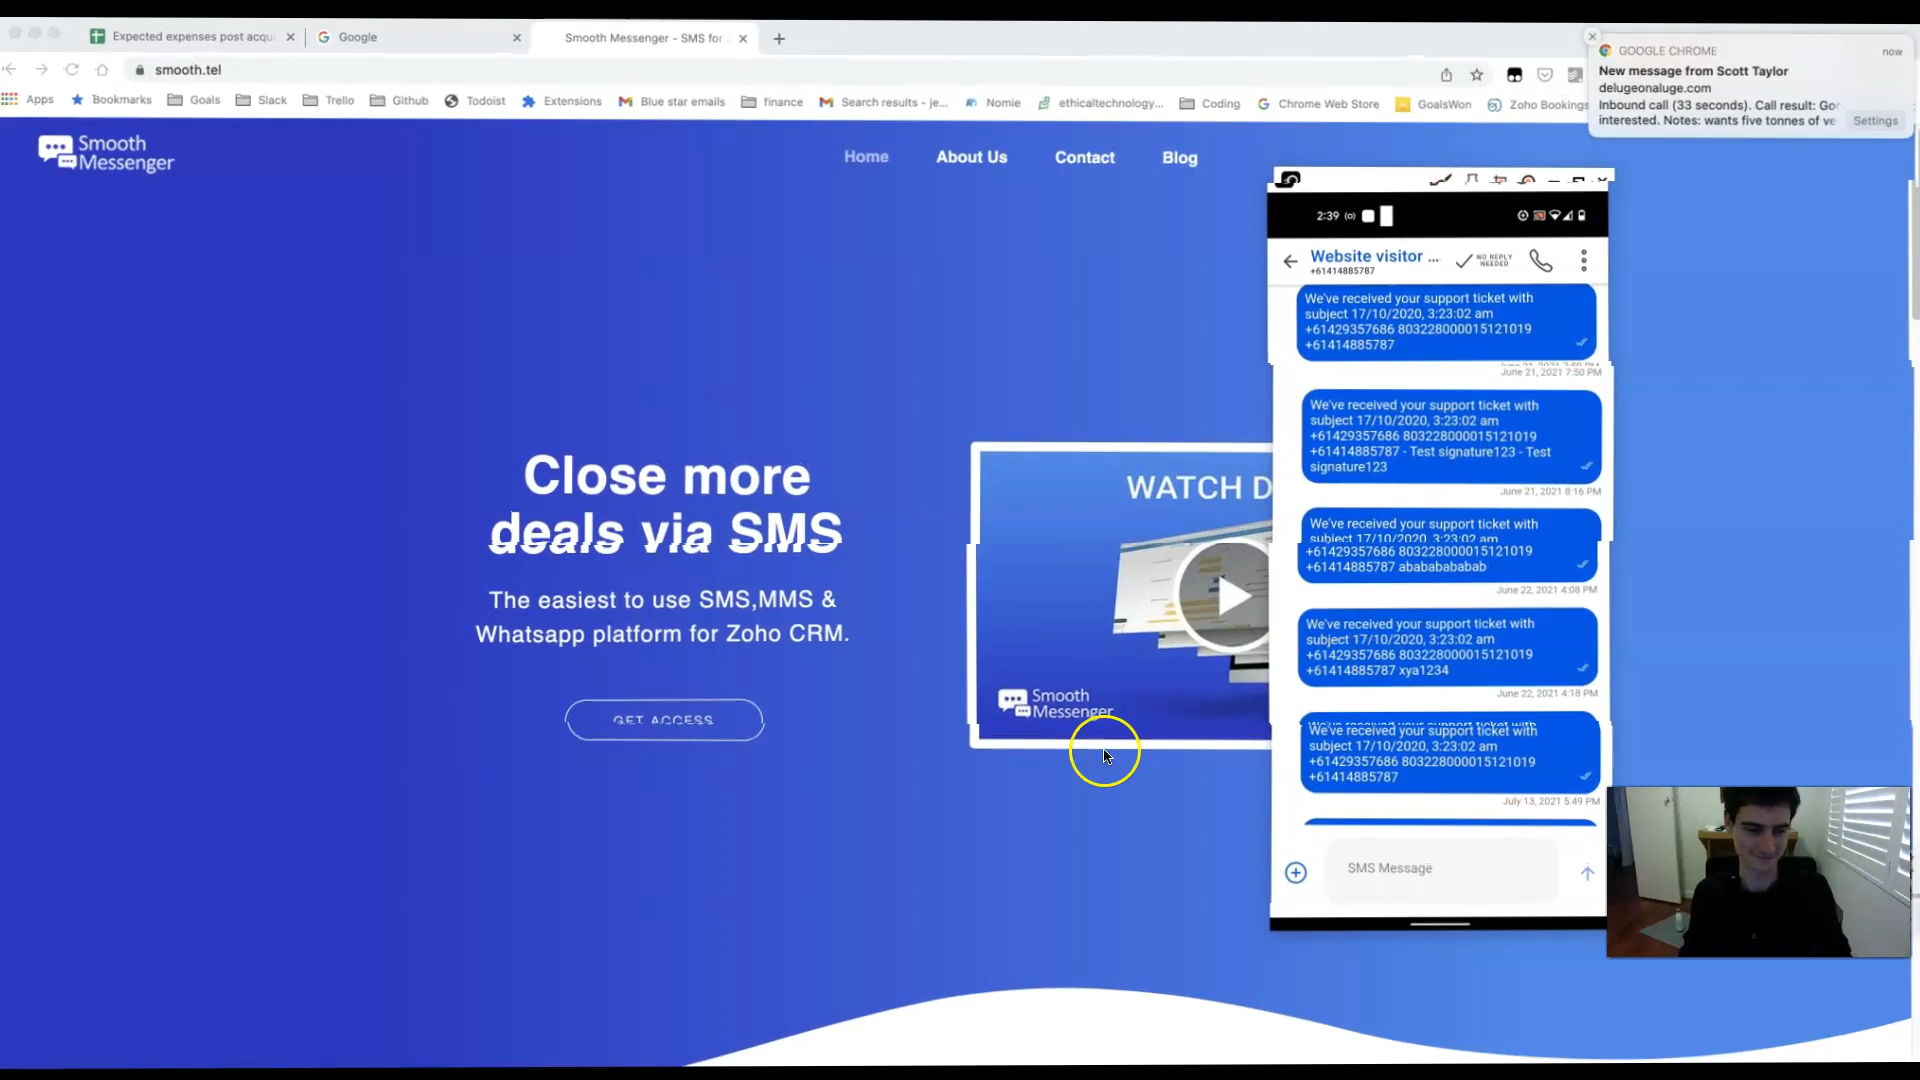 Expected expenses post acqu
Google
Smooth Messenger - SMS for
smooth.tel
Apps
Bookmarks
Goals
Slack
Trello
Github
Todoist
Extensions
Blue star emails
finance
Search results - je...
Nomie
ethicaltechnology...
Coding
Chrome Web Store
GoalsWon
Zoho Bookings
GOOGLE CHROME
now
New message from Scott Taylor
delugeonaluge.com
Inbound call (33 seconds). Call result:
interested. Notes: wants five tonnes of ve
Settings
Smooth
Messenger
Home
About Us
Contact
Blog
Close more
deals via SMS
The easiest to use SMS,MMS &
Whatsapp platform for Zoho CRM.
GET ACCESS
WATCH D
Smooth
Messenger
2:39
Website visitor ...
+61414885787
NO REPLY
NEEDED
We've received your support ticket with
subject 17/10/2020, 3:23:02 am
+61429357686 803228000015121019
+61414885787
June 21, 2021 7:50 PM
We've received your support ticket with
subject 17/10/2020, 3:23:02 am
+61429357686 803228000015121019
+61414885787 - Test signature123 - Test
signature123
June 21, 2021 8:16 PM
We've received your support ticket with
subject 17/10/2020, 3:23:02 am
+61429357686 803228000015121019
+61414885787 abababababab
June 22, 2021 4:08 PM
We've received your support ticket with
subject 17/10/2020, 3:23:02 am
+61429357686 803228000015121019
+61414885787 xya1234
June 22, 2021 4:18 PM
We've received your support ticket with
subject 17/10/2020, 3:23:02 am
+61429357686 803228000015121019
+61414885787
July 13, 2021 5:49 PM
SMS Message